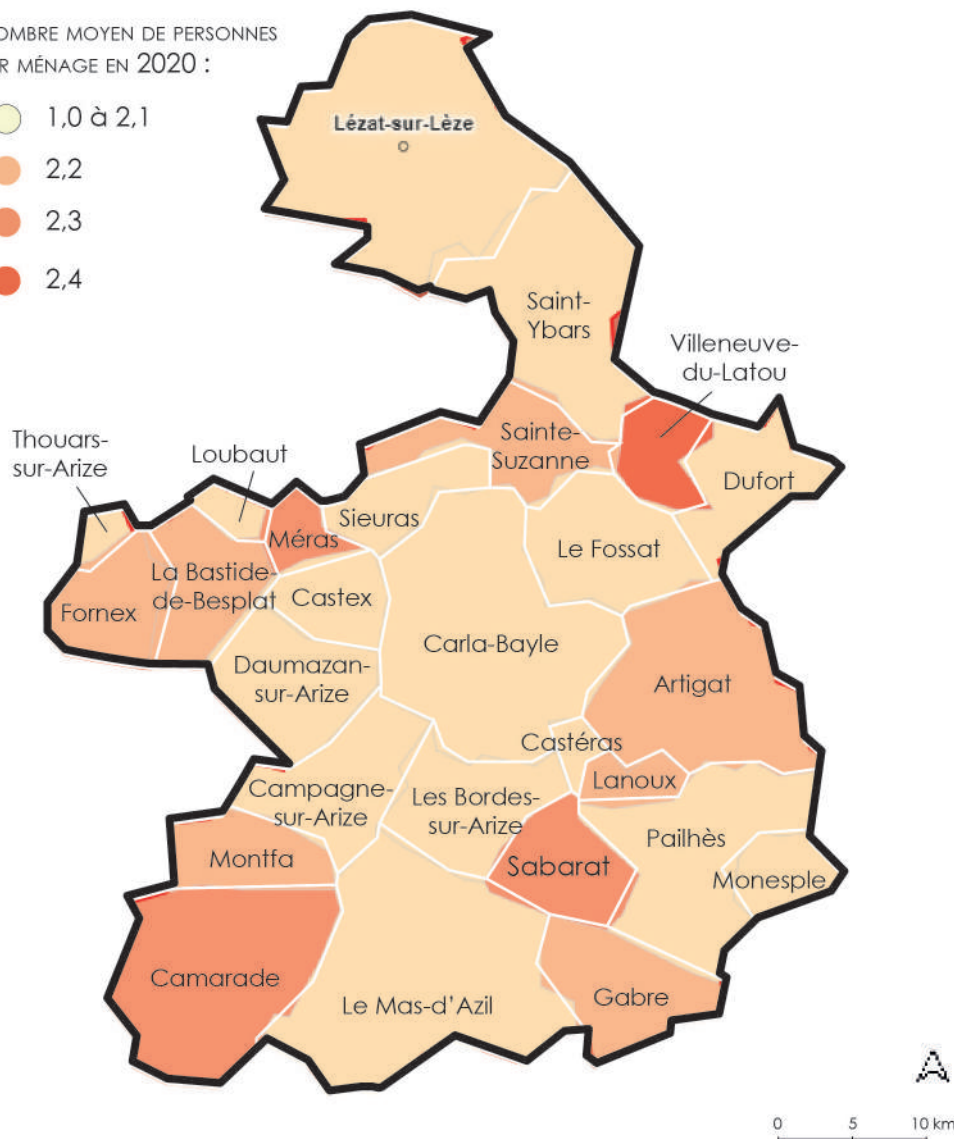 OMBRE MOYEN DE PERSONNES
R MÉNAGE EN 2020 :
1,0 à 2,1
2,2
2,3
2,4
Lézat-sur-Lèze
Saint-
Ybars
Villeneuve-
du-Latou
Thouars-
sur-Arize
Loubaut
Sainte-
Suzanne
Dufort
Méras
Sieuras
Le Fossat
Fornex
La Bastide-
de-Besplat
Castex
Carla-Bayle
Daumazan-
sur-Arize
Artigat
Castéras
Lanoux
Campagne-
sur-Arize
Les Bordes-
sur-Arize
Pailhès
Montfa
Sabarat
Monesple
Camarade
Le Mas-d'Azil
Gabre
A
0 5 10 km